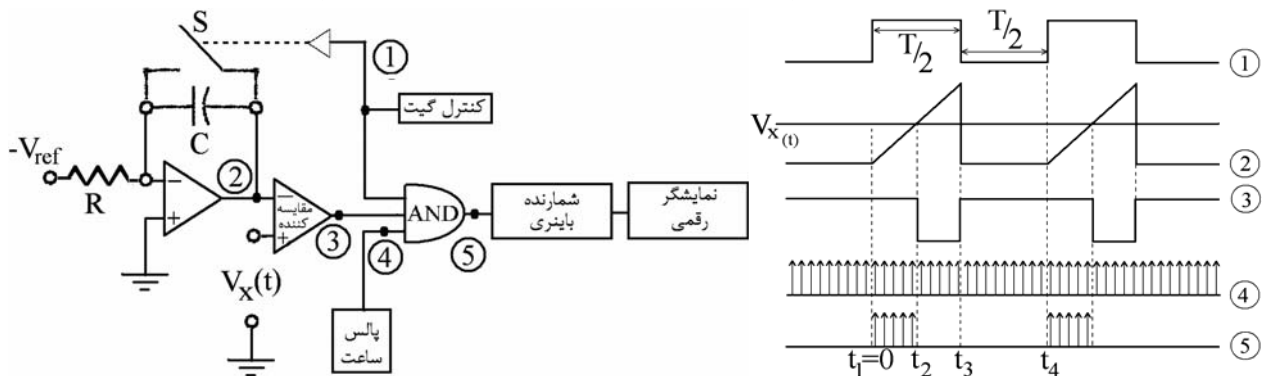 S
①
کنترل گیت
C
-Vref
R
−
+
②
−
مقایسه
کننده
+
③
AND
④
⑤
شمارنده
باینری
نمایشگر
رقمی
Vx(t)
پالس
ساعت
T/2
T/2
①
Vx(t)
②
③
④
⑤
t1=0
t2
t3
t4